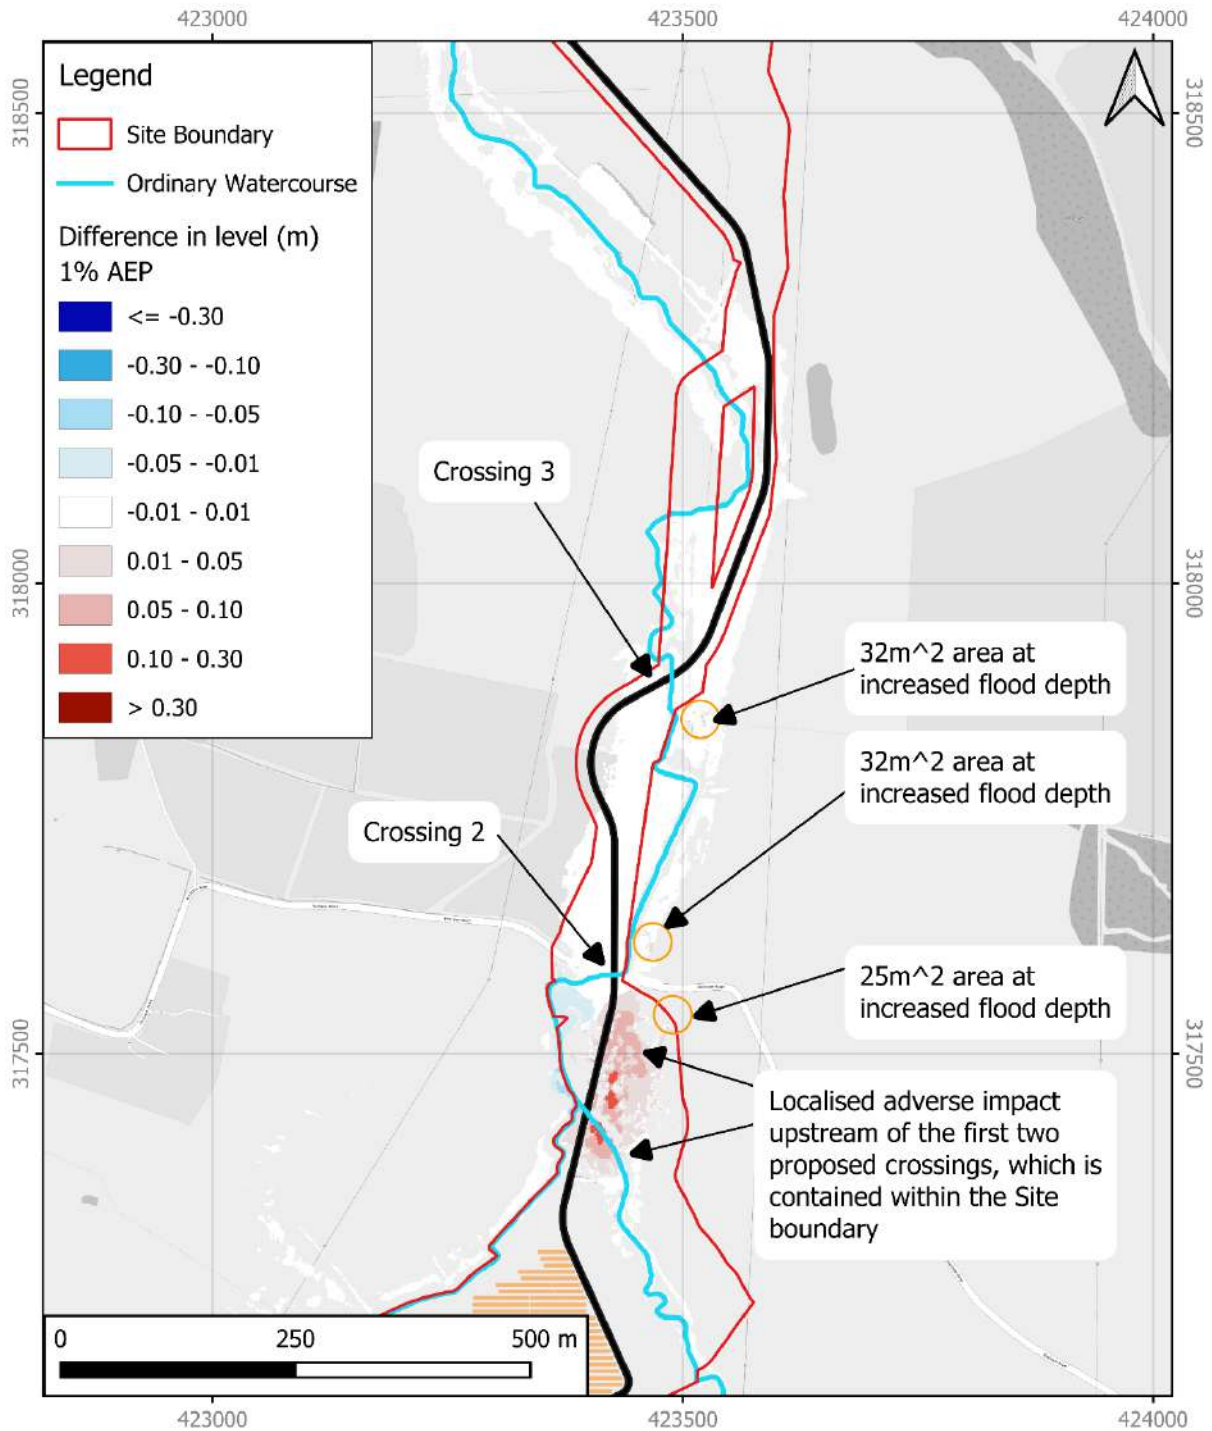 423000
423500
424000
Legend
Site Boundary
Ordinary Watercourse
Difference in level (m)
1% AEP
<= -0.30
-0.30 - -0.10
-0.10 - -0.05
-0.05 - -0.01
-0.01 - 0.01
0.01 - 0.05
0.05 - 0.10
0.10 - 0.30
> 0.30
318500
318500
Crossing 3
318000
318000
32m^2 area at
increased flood depth
32m^2 area at
increased flood depth
Crossing 2
25m^2 area at
increased flood depth
317500
317500
Localised adverse impact
upstream of the first two
proposed crossings, which is
contained within the Site
boundary
0
250
500 m
423000
423500
424000